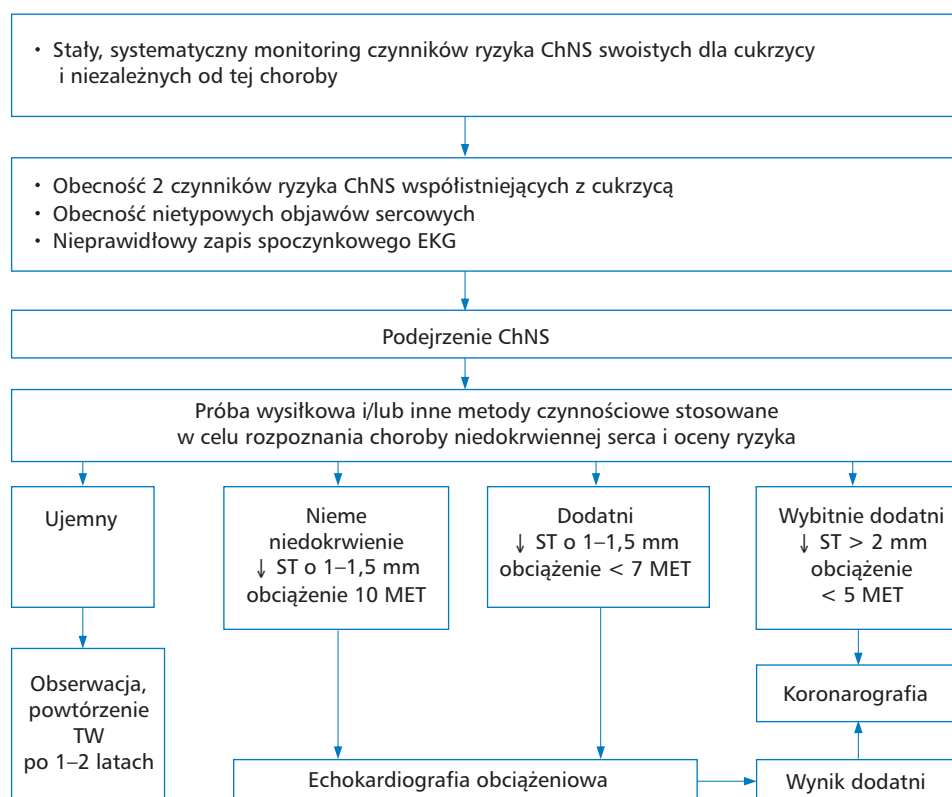 • Stały, systematyczny monitoring czynników ryzyka ChNS swoistych dla cukrzycy
i niezależnych od tej choroby
• Obecność 2 czynników ryzyka ChNS współistniejących z cukrzycą
• Obecność nietypowych objawów sercowych
• Nieprawidłowy zapis spoczynkowego EKG
Podejrzenie ChNS
Próba wysiłkowa i/lub inne metody czynnościowe stosowane
w celu rozpoznania choroby niedokrwiennej serca i oceny ryzyka
Ujemny
Nieme
niedokrwienie
↓ ST o 1–1,5 mm
obciążenie 10 MET
Dodatni
↓ ST o 1–1,5 mm
obciążenie < 7 MET
Wybitnie dodatni
↓ ST > 2 mm
obciążenie
< 5 MET
Obserwacja,
powtórzenie
TW
po 1–2 latach
Koronarografia
Echokardiografia obciążeniowa
Wynik dodatni